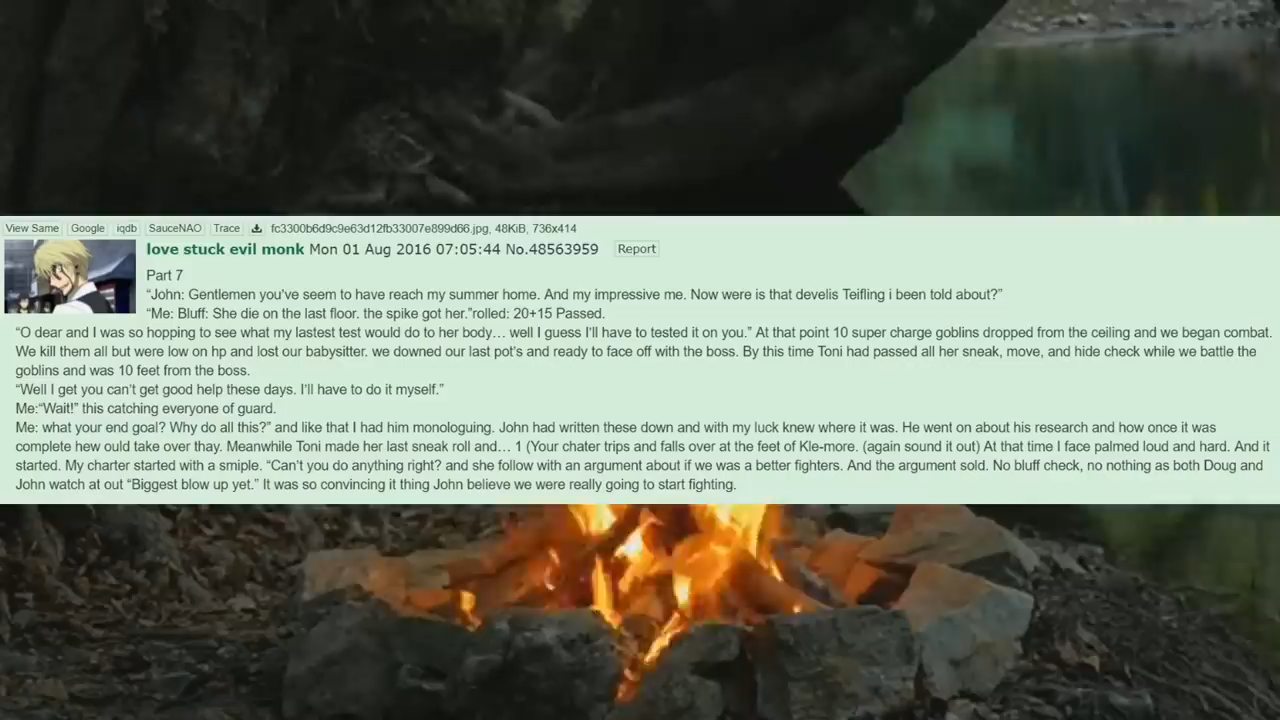 View Same Google iqdb SauceNAO Trace fc3300b6d9c9e63d12fb33007e899d66.jpg, 48KiB, 736x414
love stuck evil monk Mon 01 Aug 2016 07:05:44 No.48563959 Report
Part 7
“John: Gentlemen you’ve seem to have reach my summer home. And my impressive me. Now were is that develis Teifling i been told about?”
“Me: Bluff: She die on the last floor. the spike got her.”rolled: 20+15 Passed.
“O dear and I was so hopping to see what my lastest test would do to her body… well I guess I’ll have to tested it on you.” At that point 10 super charge goblins dropped from the ceiling and we began combat.
We kill them all but were low on hp and lost our babysitter. we downed our last pot’s and ready to face off with the boss. By this time Toni had passed all her sneak, move, and hide check while we battle the
goblins and was 10 feet from the boss.
“Well I get you can’t get good help these days. I’ll have to do it myself.”
Me:“Wait!” this catching everyone of guard.
Me: what your end goal? Why do all this?” and like that I had him monologuing. John had written these down and with my luck knew where it was. He went on about his research and how once it was
complete hew ould take over thay. Meanwhile Toni made her last sneak roll and… 1 (Your chater trips and falls over at the feet of Kle-more. (again sound it out) At that time I face palmed loud and hard. And it
started. My charter started with a smiple. “Can’t you do anything right? and she follow with an argument about if we was a better fighters. And the argument sold. No bluff check, no nothing as both Doug and
John watch at out “Biggest blow up yet.” It was so convincing it thing John believe we were really going to start fighting.